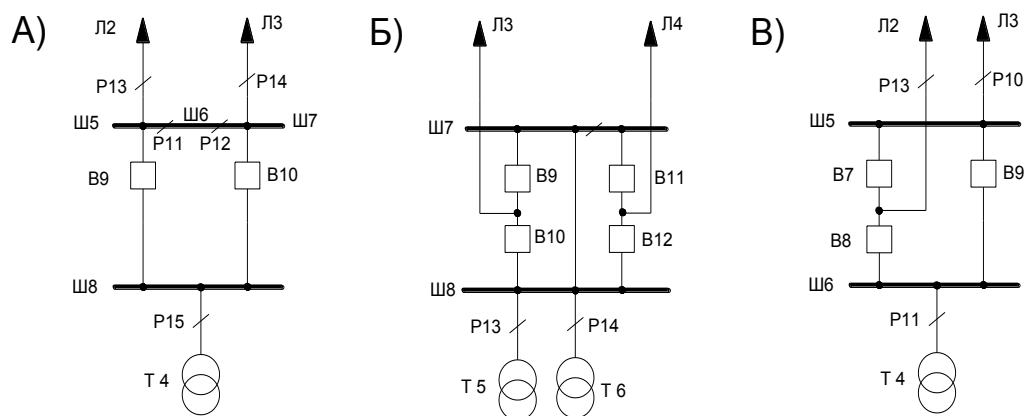 А)
Л2
Л3
Р13
Р14
Ш5
Ш6
Ш7
Р11
Р12
В9
В10
Ш8
Р15
Т 4
Б)
Л3
Л4
Ш7
В9
В11
В10
В12
Ш8
Р13
Р14
Т 5
Т 6
В)
Л2
Л3
Р13
Р10
Ш5
В7
В9
В8
Ш6
Р11
Т 4